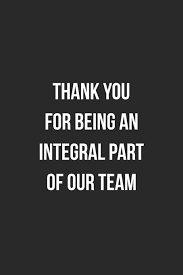 THANK YOU
FOR BEING AN
INTEGRAL PART
OF OUR TEAM